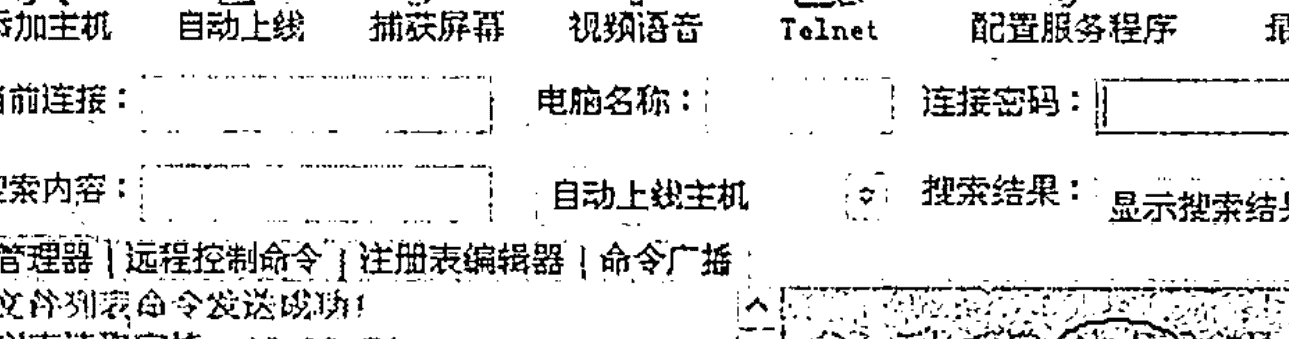 添加主机 自动上线 捕获屏幕 视频语音 Telnet 配置服务程序
当前连接： 电脑名称： 连接密码：
搜索内容： 自动上线主机 搜索结果： 显示搜索结果
管理器 | 远程控制命令 | 注册表编辑器 | 命令广播
文件列表命令发送成功!